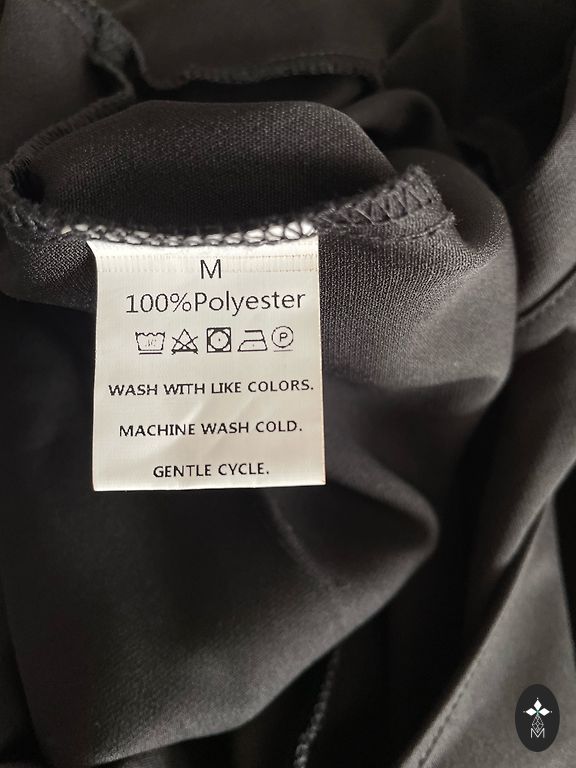 M
100%Polyester
WASH WITH LIKE COLORS.
MACHINE WASH COLD.
GENTLE CYCLE.
M